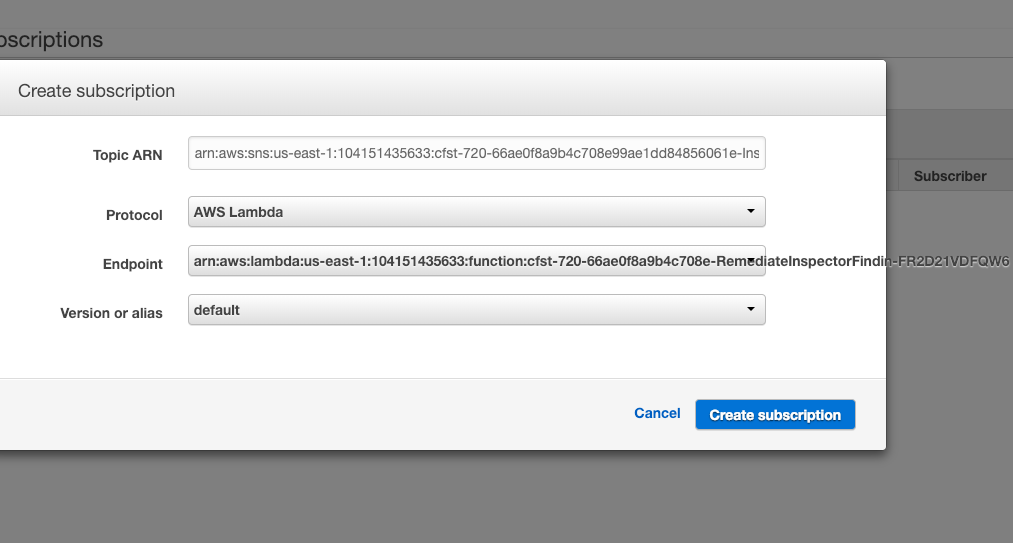 oscriptions
Create subscription
Topic ARN
arn:aws:sns:us-east-1:104151435633:cfst-720-66ae0f8a9b4c708e99ae1dd84856061e-Ins
Subscriber
Protocol
AWS Lambda
Endpoint
arn:aws:lambda:us-east-1:104151435633:function:cfst-720-66ae0f8a9b4c708e-RemediateInspectorFindin-FR2D21VDFQW6
Version or alias
default
Cancel
Create subscription